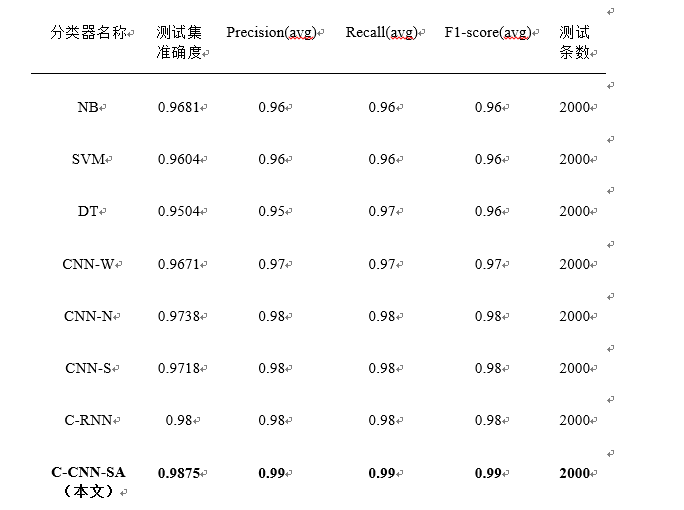 分类器名称 测试集准确度 Precision(avg) Recall(avg) F1-score(avg) 测试条数
NB 0.9681 0.96 0.96 0.96 2000
SVM 0.9604 0.96 0.96 0.96 2000
DT 0.9504 0.95 0.97 0.96 2000
CNN-W 0.9671 0.97 0.97 0.97 2000
CNN-N 0.9738 0.98 0.98 0.98 2000
CNN-S 0.9718 0.98 0.98 0.98 2000
C-RNN 0.98 0.98 0.98 0.98 2000
C-CNN-SA（本文） 0.9875 0.99 0.99 0.99 2000